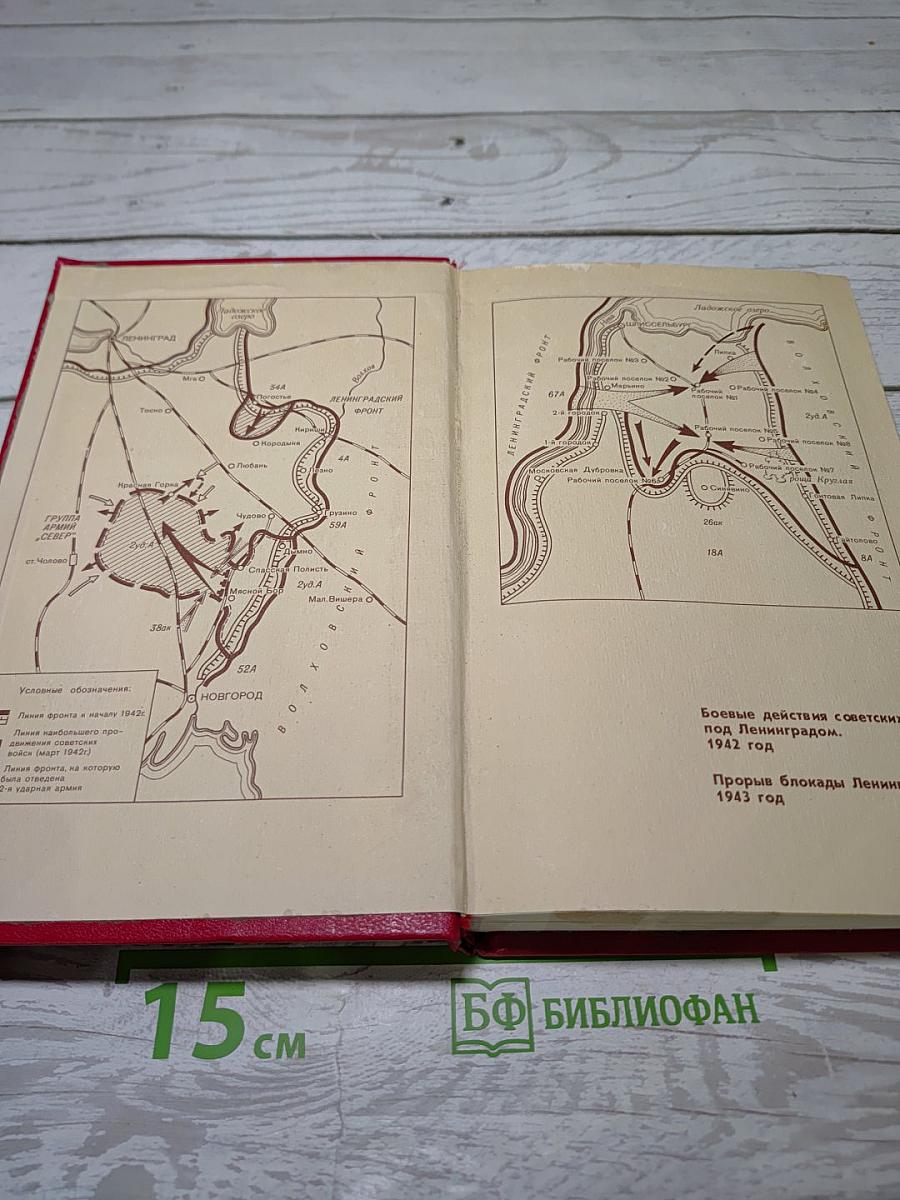 Ладожское озеро
ЛЕНИНГРАД
Мга
54А
Погостье
Волхов
ЛЕНИНГРАДСКИЙ
ФРОНТ
Тосно
Кириши
Кородыня
4А
Любань
Лезно
Красная Горка
Чудово
Грузино
59А
ГРУППА
АРМИЙ
„СЕВЕР"
2уд.А
Дымно
ст.Чолово
Спасская Полисть
2уд.А
Мясной Бор
Мал.Вишера
38ак
52А
ВОЛХОВСКИЙ ФРОНТ
НОВГОРОД
Условные обозначения:
Линия фронта к началу 1942г.
Линия наибольшего про-
движения советских
войск (март 1942г.)
Линия фронта, на которую
была отведена
2-я ударная армия
Ладожское озеро
Нева
ШЛИССЕЛЬБУРГ
ЛЕНИНГРАДСКИЙ ФРОНТ
Липка
Рабочий поселок №3
Рабочий поселок №2
67А
Марьино
Рабочий
поселок №1
Рабочий поселок №4
2-й городок
2уд.А
Рабочий поселок №5
1-й городок
Рабочий поселок №8
Московская Дубровка
Рабочий поселок №7
Рабочий поселок №6
роща Круглая
Синявино
Гонтовая Липка
26ак
18А
Гайтолово
8А
ВОЛХОВСКИЙ ФРОНТ
Боевые действия советских
под Ленинградом.
1942 год
Прорыв блокады
1943 год
15 см
БФ БИБЛИОФАН